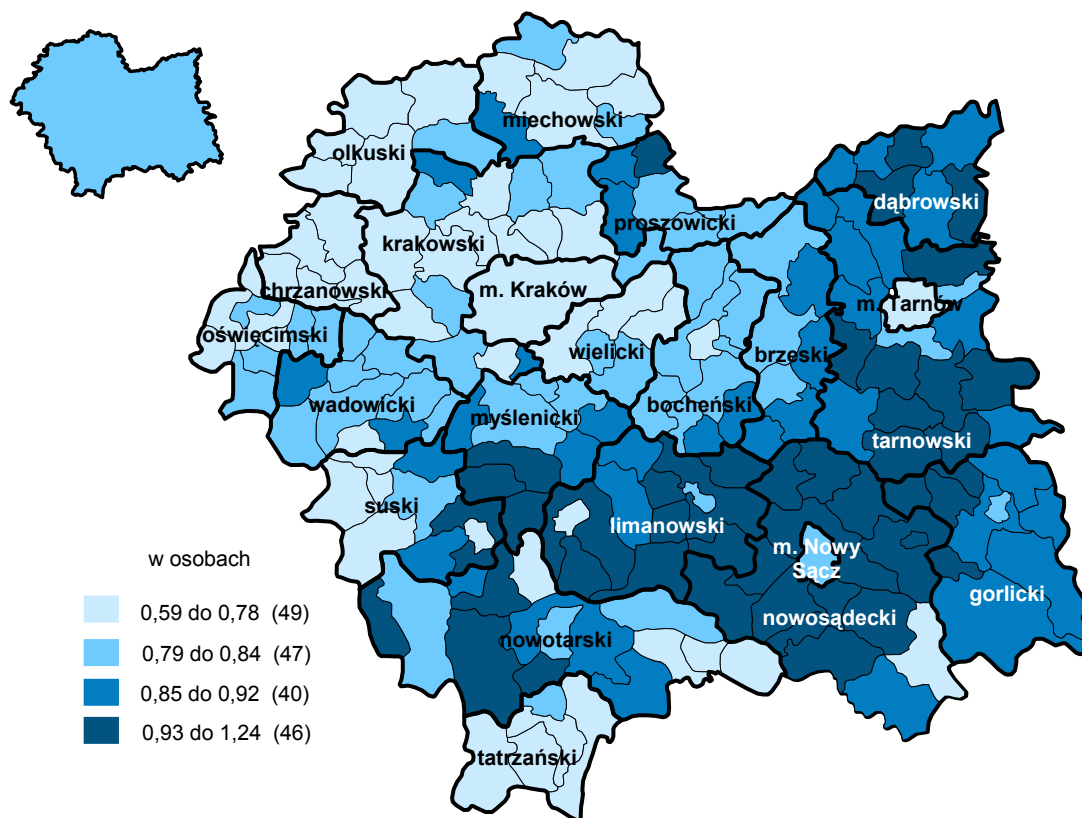 miechowski
olkuski
dąbrowski
proszowicki
krakowski
chrzanowski
m. Kraków
m. Tarnów
oświęcimski
wielicki
brzeski
wadowicki
myślenicki
bocheński
tarnowski
suski
limanowski
m. Nowy
Sącz
gorlicki
nowosądecki
nowotarski
tatrzański
w osobach
0,59 do 0,78 (49)
0,79 do 0,84 (47)
0,85 do 0,92 (40)
0,93 do 1,24 (46)